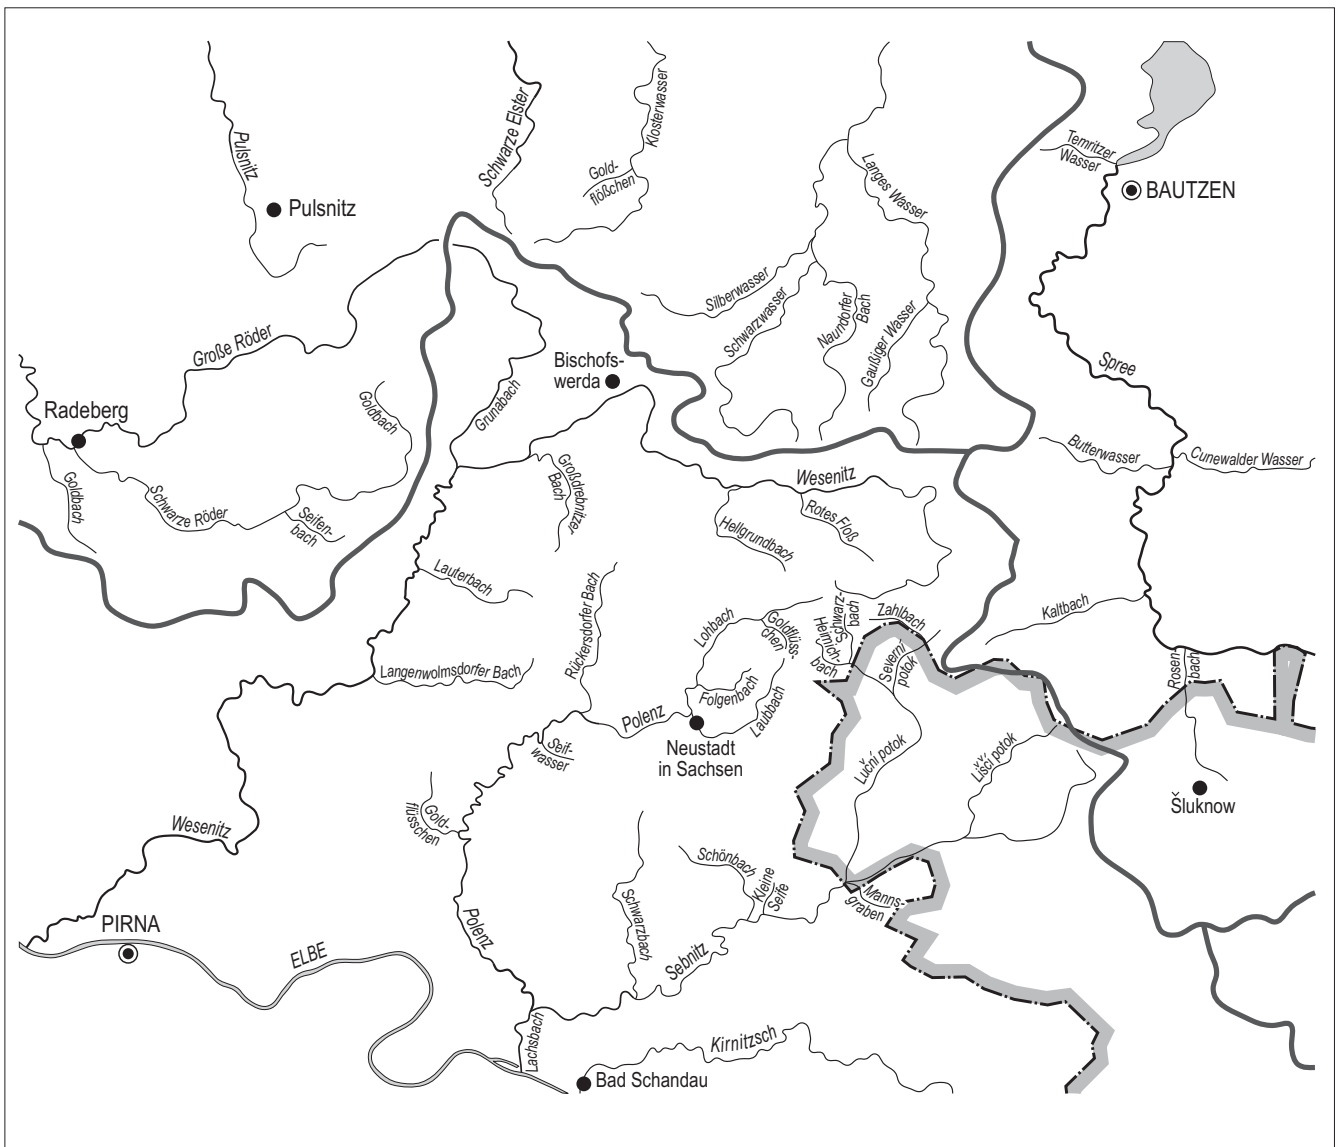 Pulsnitz
Pulsnitz
Schwarze Elster
Klosterwasser
Gold-
flößchen
Langes Wasser
Temritzer
Wasser
BAUTZEN
Silberwasser
Schwarzwasser
Naundorfer
Bach
Gaußiger Wasser
Spree
Große Röder
Bischofs-
werda
Radeberg
Goldbach
Grunabach
Goldbach
Schwarze Röder
Seifen-
bach
Großdrebnitzer
Bach
Wesenitz
Butterwasser
Cunewalder Wasser
Hellgrundbach
Rotes Floß
Lauterbach
Rückersdorfer Bach
Lohbach
Goldflüss-
chen
Schwarz-
bach
Heimich-
bach
Zahlbach
Kaltbach
Severní
potok
Rosen-
bach
Langenwolmsdorfer Bach
Folgenbach
Laubbach
Polenz
Neustadt
in Sachsen
Seif-
wasser
Luční potok
Liščí potok
Šluknow
Gold-
flüsschen
Wesenitz
Schönbach
Kleine
Seife
Manns-
graben
Schwarzbach
Polenz
Sebnitz
PIRNA
ELBE
Lachsbach
Kirnitzsch
Bad Schandau